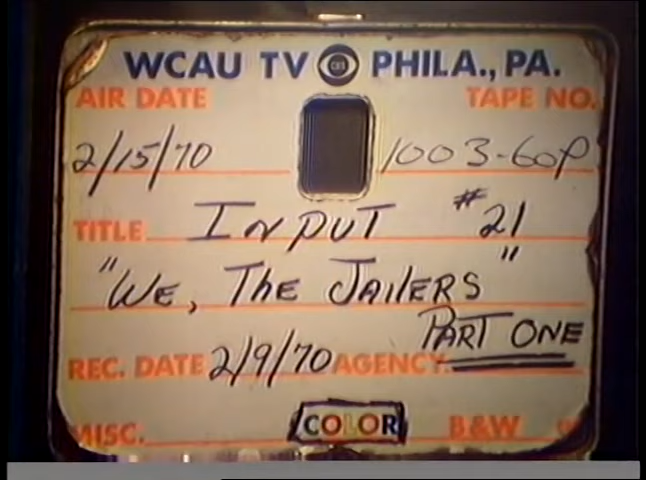 WCAU TV CBS PHILA., PA.
AIR DATE TAPE NO.
2/15/70 1003-60P
TITLE INPUT #21
"WE, THE JAILERS"
PART ONE
REC. DATE 2/9/70 AGENCY
MISC. COLOR B&W